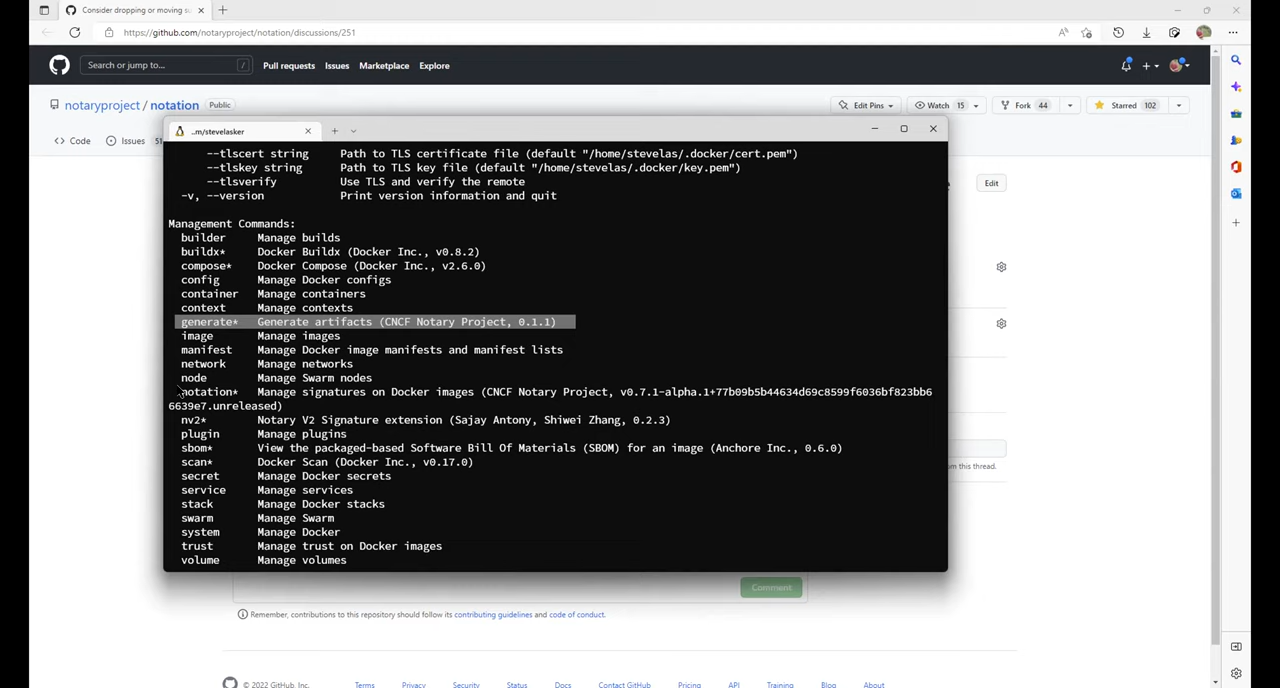 Consider dropping or moving su
https://github.com/notaryproject/notation/discussions/251
Search or jump to...
/
Pull requests
Issues
Marketplace
Explore
notaryproject / notation
Public
Edit Pins
Watch 15
Fork 44
Starred 102
Code
Issues 51
..m/stevelasker
--tlscert string Path to TLS certificate file (default "/home/stevelas/.docker/cert.pem")
--tlskey string Path to TLS key file (default "/home/stevelas/.docker/key.pem")
--tlsverify Use TLS and verify the remote
-v, --version Print version information and quit
Edit
Management Commands:
builder Manage builds
buildx* Docker Buildx (Docker Inc., v0.8.2)
compose* Docker Compose (Docker Inc., v2.6.0)
config Manage Docker configs
container Manage containers
context Manage contexts
generate* Generate artifacts (CNCF Notary Project, 0.1.1)
image Manage images
manifest Manage Docker image manifests and manifest lists
network Manage networks
node Manage Swarm nodes
notation* Manage signatures on Docker images (CNCF Notary Project, v0.7.1-alpha.1+77b09b5b44634d69c8599f6036bf823bb6
6639e7.unreleased)
nv2* Notary V2 Signature extension (Sajay Antony, Shiwei Zhang, 0.2.3)
plugin Manage plugins
sbom* View the packaged-based Software Bill Of Materials (SBOM) for an image (Anchore Inc., 0.6.0)
scan* Docker Scan (Docker Inc., v0.17.0)
om this thread.
secret Manage Docker secrets
service Manage services
stack Manage Docker stacks
swarm Manage Swarm
system Manage Docker
trust Manage trust on Docker images
volume Manage volumes
Comment
Remember, contributions to this repository should follow its contributing guidelines and code of conduct.
© 2022 GitHub, Inc.
Terms
Privacy
Security
Status
Docs
Contact GitHub
Pricing
API
Training
Blog
About